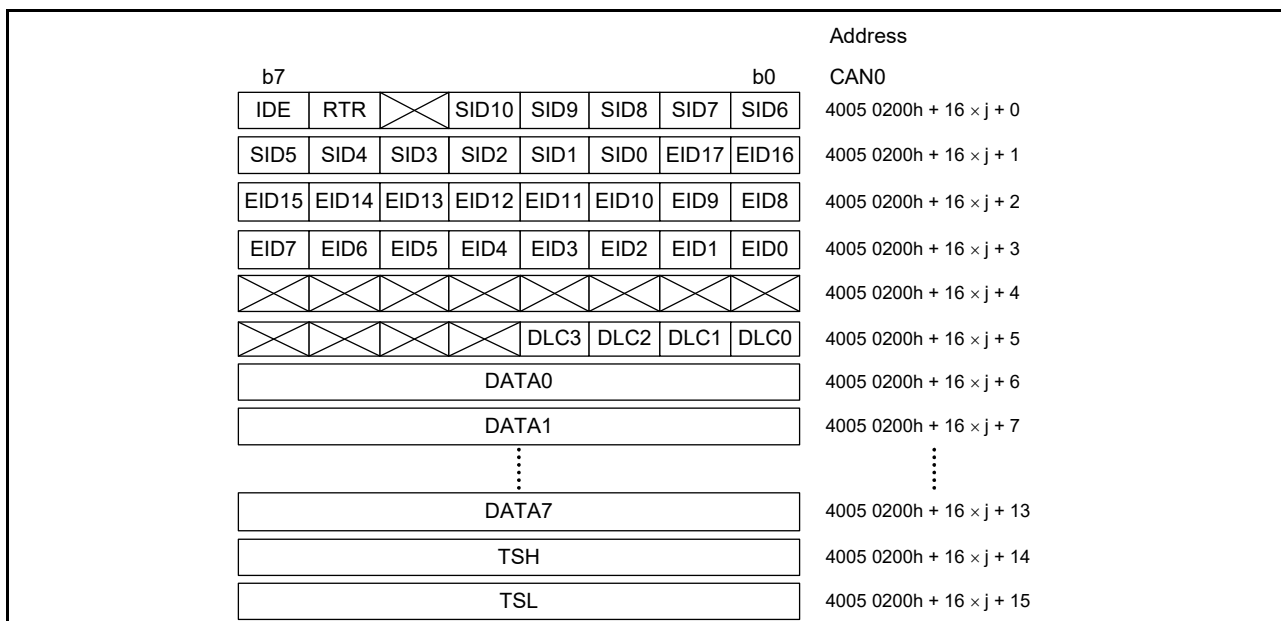 Address
b7 b0 CAN0
IDE RTR SID10 SID9 SID8 SID7 SID6 4005 0200h + 16 × j + 0
SID5 SID4 SID3 SID2 SID1 SID0 EID17 EID16 4005 0200h + 16 × j + 1
EID15 EID14 EID13 EID12 EID11 EID10 EID9 EID8 4005 0200h + 16 × j + 2
EID7 EID6 EID5 EID4 EID3 EID2 EID1 EID0 4005 0200h + 16 × j + 3
4005 0200h + 16 × j + 4
DLC3 DLC2 DLC1 DLC0 4005 0200h + 16 × j + 5
DATA0 4005 0200h + 16 × j + 6
DATA1 4005 0200h + 16 × j + 7
DATA7 4005 0200h + 16 × j + 13
TSH 4005 0200h + 16 × j + 14
TSL 4005 0200h + 16 × j + 15